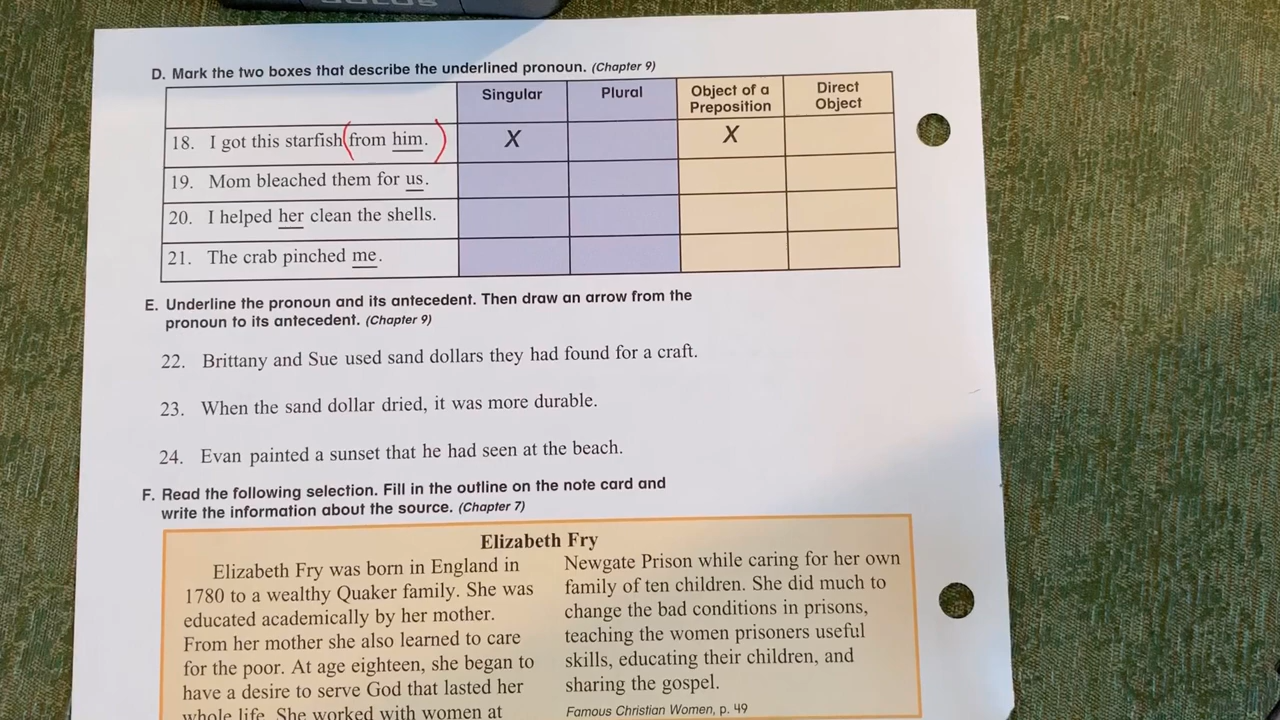 D. Mark the two boxes that describe the underlined pronoun. (Chapter 9)
Singular Plural Object of a Preposition Direct Object
18. I got this starfish (from him.) X X
19. Mom bleached them for us.
20. I helped her clean the shells.
21. The crab pinched me.
E. Underline the pronoun and its antecedent. Then draw an arrow from the
pronoun to its antecedent. (Chapter 9)
22. Brittany and Sue used sand dollars they had found for a craft.
23. When the sand dollar dried, it was more durable.
24. Evan painted a sunset that he had seen at the beach.
F. Read the following selection. Fill in the outline on the note card and
write the information about the source. (Chapter 7)
Elizabeth Fry
Elizabeth Fry was born in England in
1780 to a wealthy Quaker family. She was
educated academically by her mother.
From her mother she also learned to care
for the poor. At age eighteen, she began to
have a desire to serve God that lasted her
whole life. She worked with women at
Newgate Prison while caring for her own
family of ten children. She did much to
change the bad conditions in prisons,
teaching the women prisoners useful
skills, educating their children, and
sharing the gospel.
Famous Christian Women, p. 49